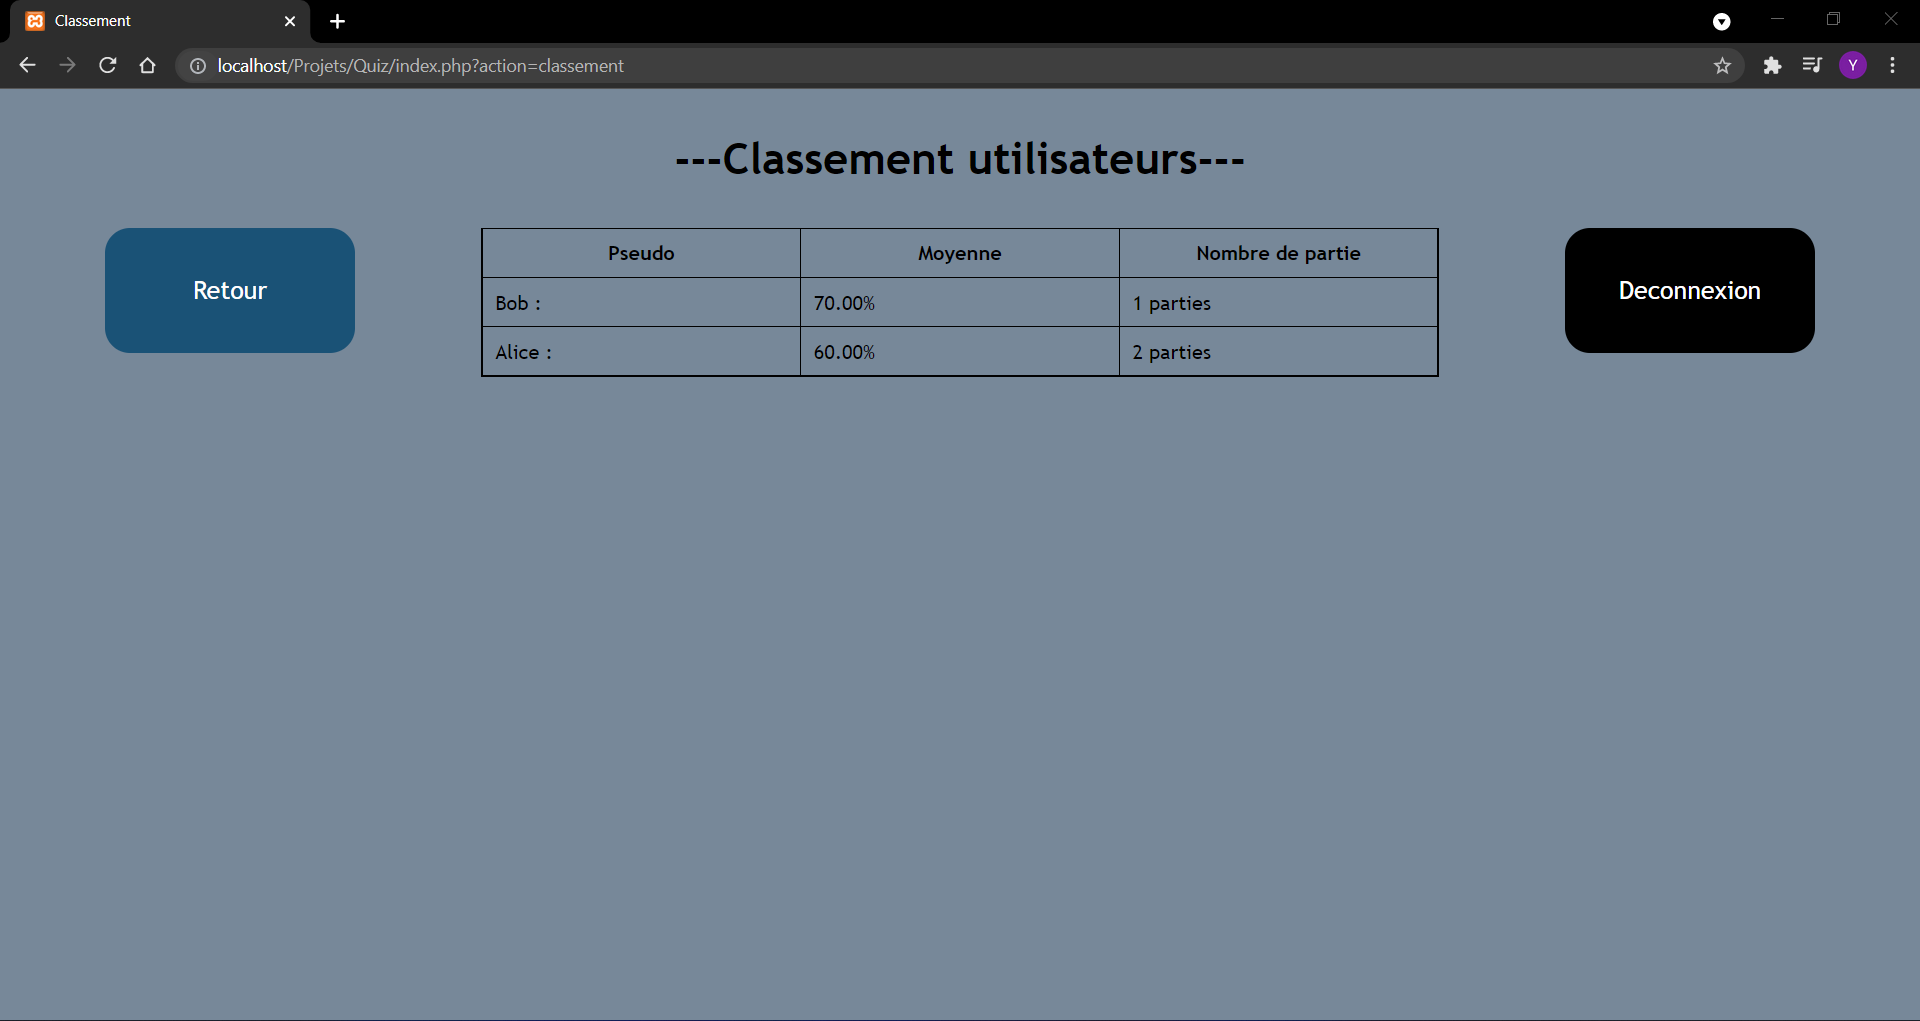 Classement
localhost/Projets/Quiz/index.php?action=classement
Y
---Classement utilisateurs---
Retour
Pseudo Moyenne Nombre de partie
Bob : 70.00% 1 parties
Alice : 60.00% 2 parties
Deconnexion